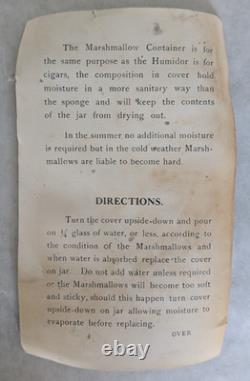 The Marshmallow Container is for
the same purpose as the Humidor is for
cigars, the composition in cover hold
moisture in a more sanitary way than
the sponge and will keep the contents
of the jar from drying out.
In the summer no additional moisture
is required but in the cold weather Marsh-
mallows are liable to become hard.
DIRECTIONS.
Turn the cover upside-down and pour
on ¼ glass of water, or less, according to
the condition of the Marshmallows and
when water is absorbed replace the cover
on jar. Do not add water unless required
or the Marshmallows will become too soft
and sticky, should this happen turn cover
upside-down on jar allowing moisture to
evaporate before replacing.
OVER
hibid.com